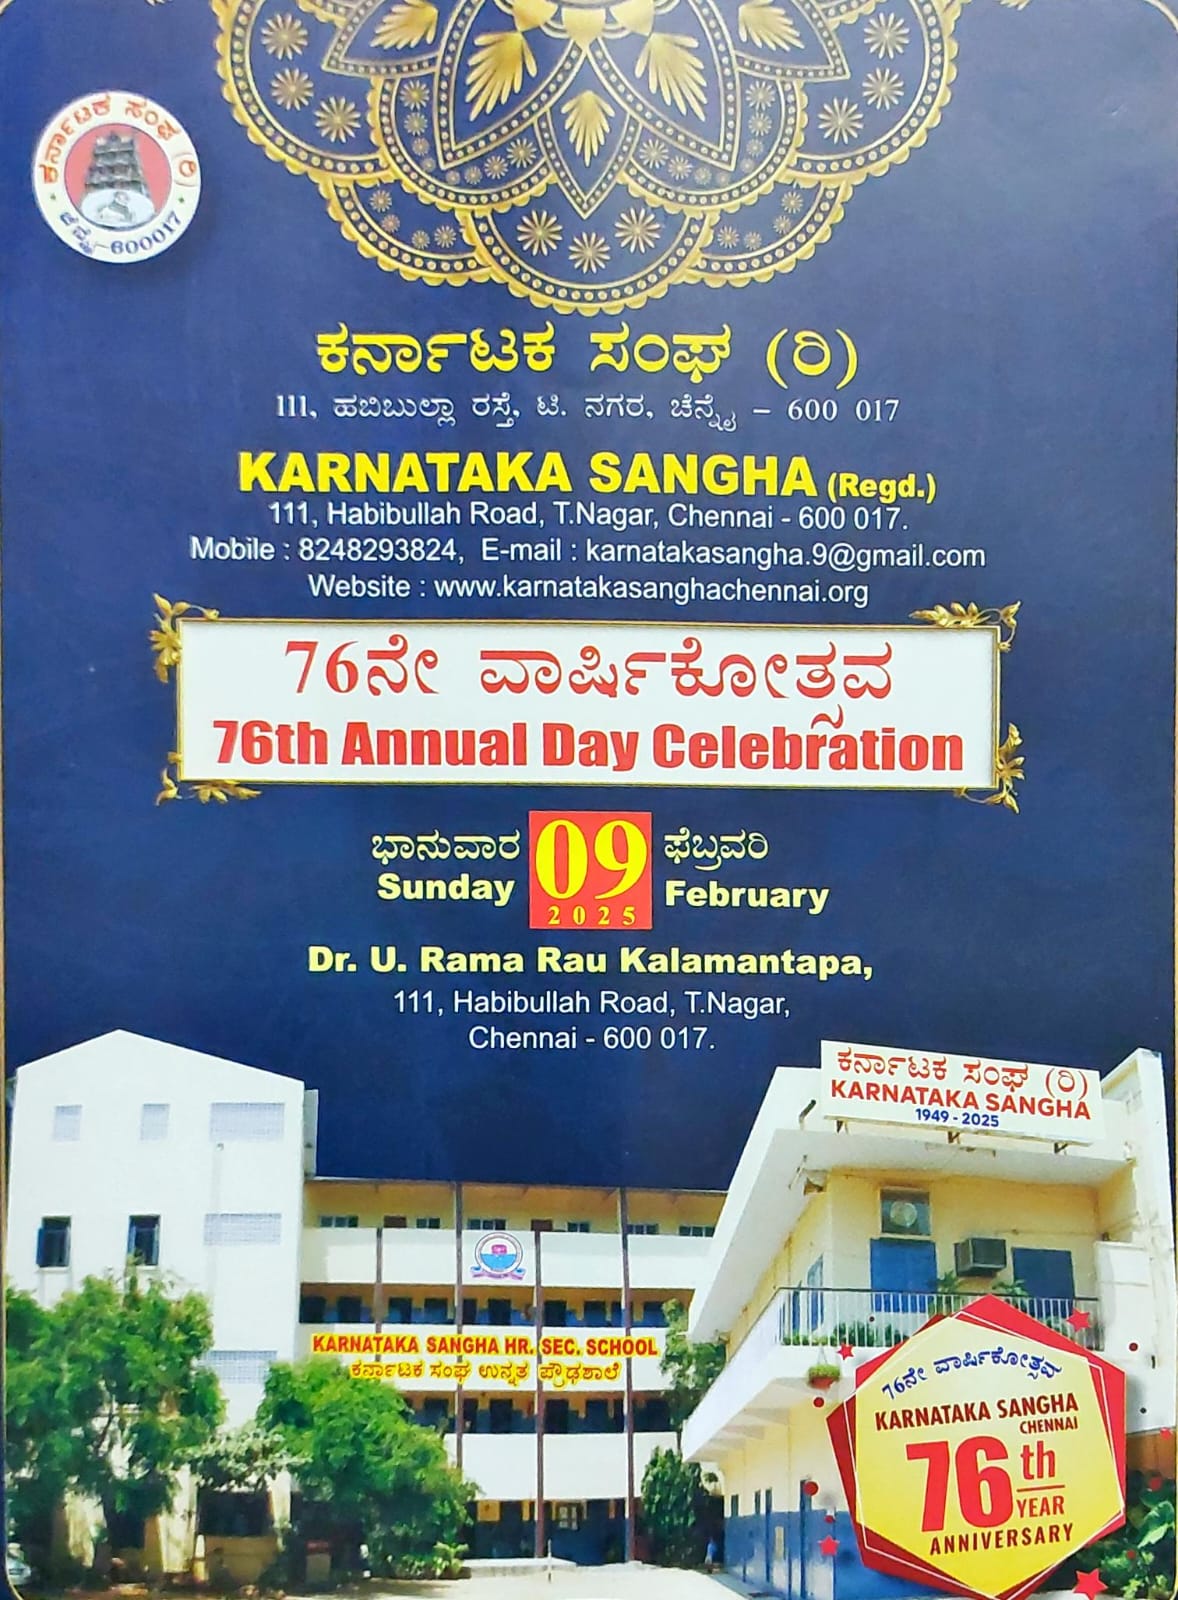 ಕರ್ನಾಟಕ ಸಂಘ (ರಿ)
ಚೆನ್ನೈ-600017
ಕರ್ನಾಟಕ ಸಂಘ (ರಿ)
111, ಹಬಿಬುಲ್ಲಾ ರಸ್ತೆ, ಟಿ. ನಗರ, ಚೆನ್ನೈ – 600 017
KARNATAKA SANGHA (Regd.)
111, Habibullah Road, T.Nagar, Chennai - 600 017.
Mobile : 8248293824, E-mail : karnatakasangha.9@gmail.com
Website : www.karnatakasanghachennai.org
76ನೇ ವಾರ್ಷಿಕೋತ್ಸವ
76th Annual Day Celebration
ಭಾನುವಾರ 09 ಫೆಬ್ರವರಿ
Sunday 2025 February
Dr. U. Rama Rau Kalamantapa,
111, Habibullah Road, T.Nagar,
Chennai - 600 017.
ಕರ್ನಾಟಕ ಸಂಘ (ರಿ)
KARNATAKA SANGHA
1949 - 2025
KARNATAKA SANGHA HR. SEC. SCHOOL
ಕರ್ನಾಟಕ ಸಂಘ ಉನ್ನತ ಪ್ರೌಢಶಾಲೆ
76ನೇ ವಾರ್ಷಿಕೋತ್ಸವ
KARNATAKA SANGHA
CHENNAI
76th
YEAR
ANNIVERSARY